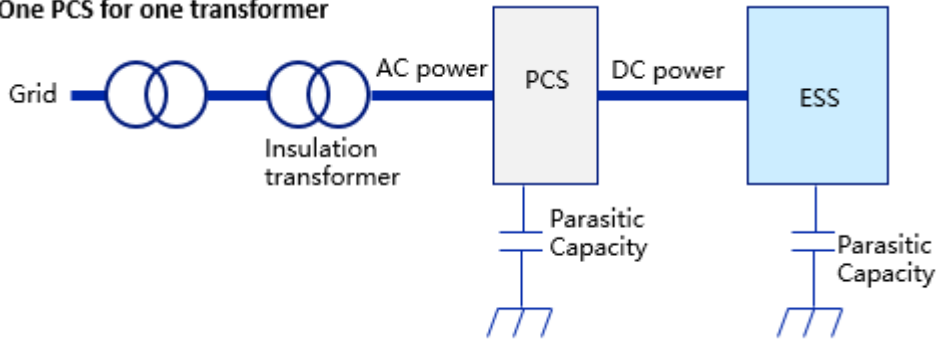 One PCS for one transformer
Grid
AC power
PCS
DC power
ESS
Insulation
transformer
Parasitic
Capacity
Parasitic
Capacity